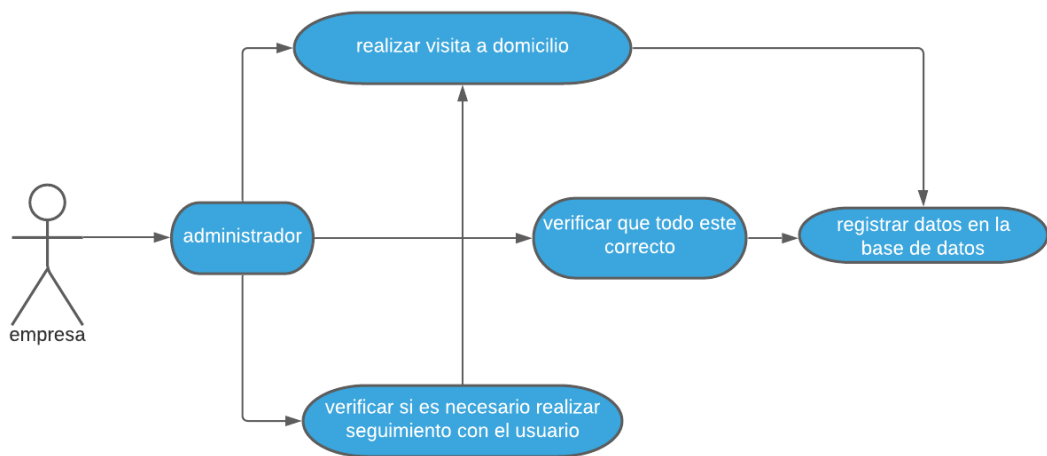 realizar visita a domicilio
administrador
verificar que todo este
correcto
registrar datos en la
base de datos
empresa
verificar si es necesario realizar
seguimiento con el usuario